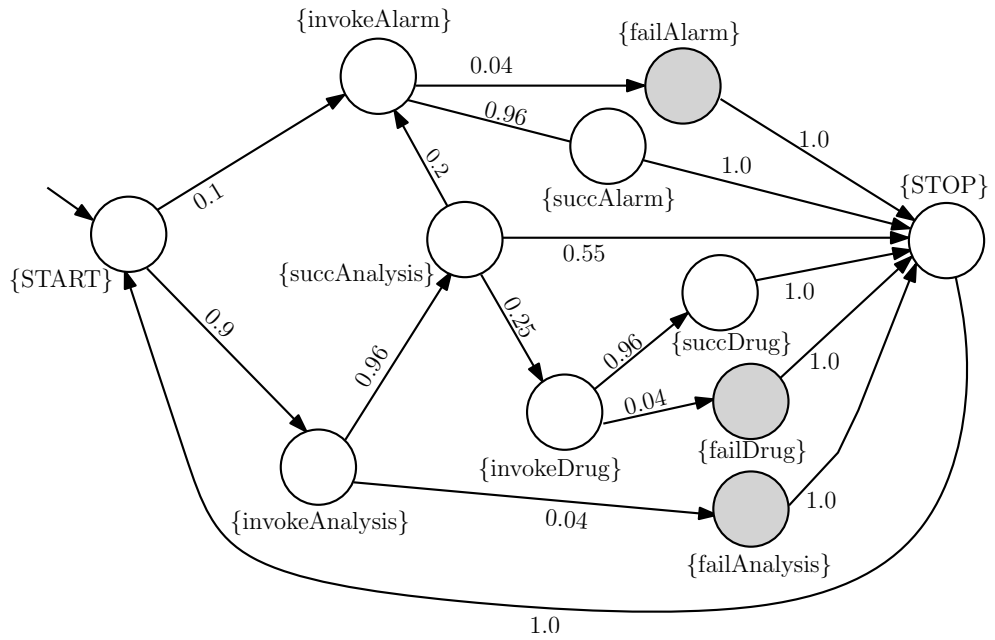 {invokeAlarm}
{failAlarm}
0.04
0.96
1.0
0.2
1.0
{STOP}
0.1
{succAlarm}
{START}
{succAnalysis}
0.55
0.9
0.25
1.0
0.96
0.96
{succDrug}
1.0
0.04
{failDrug}
{invokeDrug}
1.0
{invokeAnalysis}
0.04
{failAnalysis}
1.0